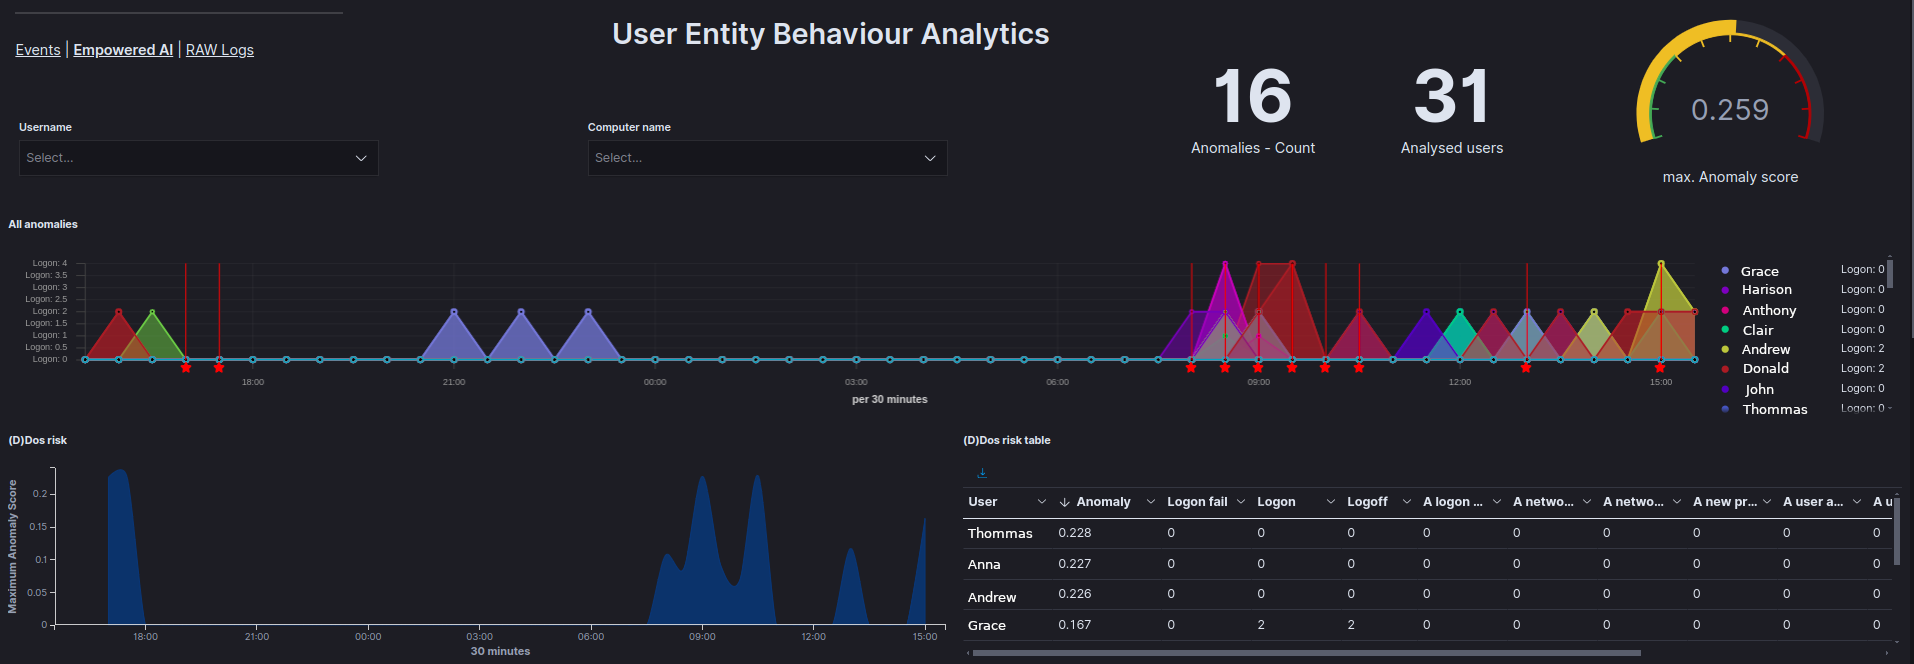 User Entity Behaviour Analytics
Events | Empowered AI | RAW Logs
16
Anomalies - Count
31
Analysed users
0.259
max. Anomaly score
Username
Select...
Computer name
Select...
All anomalies
Logon: 4
Logon: 3.5
Logon: 3
Logon: 2.5
Logon: 2
Logon: 1.5
Logon: 1
Logon: 0.5
Logon: 0
18:00 21:00 00:00 03:00 06:00 09:00 12:00 15:00
per 30 minutes
Grace Logon: 0
Harison Logon: 0
Anthony Logon: 0
Clair Logon: 0
Andrew Logon: 2
Donald Logon: 2
John Logon: 0
Thommas Logon: 0
(D)Dos risk
Maximum Anomaly Score
0.2
0.15
0.1
0.05
0
18:00 21:00 00:00 03:00 06:00 09:00 12:00 15:00
30 minutes
(D)Dos risk table
User Anomaly Logon fail Logon Logoff A logon ... A netwo... A netwo... A new pr... A user a... A u
Thommas 0.228 0 0 0 0 0 0 0 0 0
Anna 0.227 0 0 0 0 0 0 0 0 0
Andrew 0.226 0 0 0 0 0 0 0 0 0
Grace 0.167 0 2 2 0 0 0 0 0 0